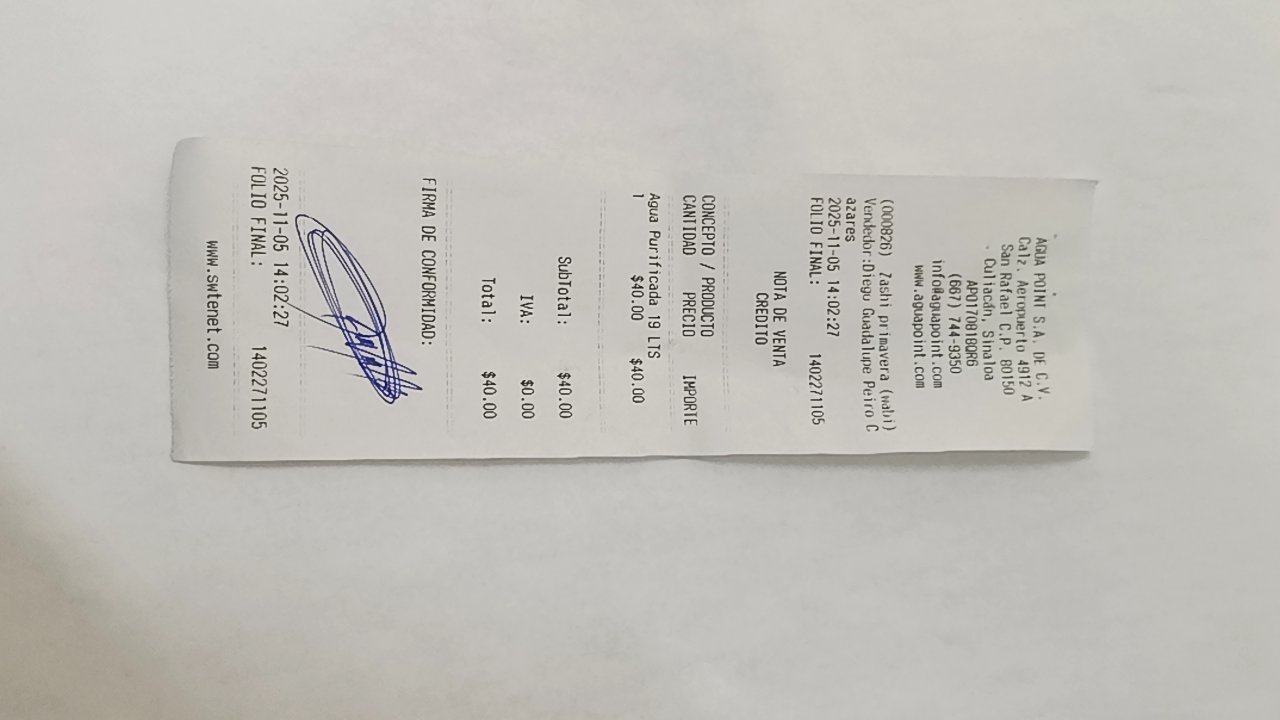 AGUA POINT S.A. DE C.V.
Calz. Aeropuerto 4912 A
San Rafael C.P. 80150
Culiacán, Sinaloa
APO170818QR6
(667) 744-9350
info@aguapoint.com
www.aguapoint.com
(000826) Zashi primavera (wabi)
Vendedor:Diego Guadalupe Peiro C
azares
2025-11-05 14:02:27
FOLIO FINAL: 1402271105
NOTA DE VENTA
CREDITO
CONCEPTO / PRODUCTO
CANTIDAD PRECIO IMPORTE
Agua Purificada 19 LTS
1 $40.00 $40.00
SubTotal: $40.00
IVA: $0.00
Total: $40.00
FIRMA DE CONFORMIDAD:
2025-11-05 14:02:27
FOLIO FINAL: 1402271105
www.swtenet.com